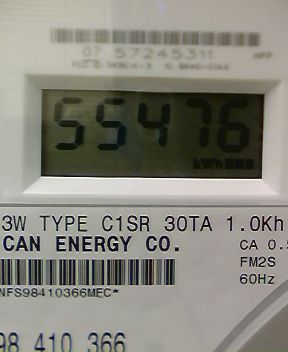 07 57245311
55476
kWh
3W TYPE C1SR 30TA 1.0Kh
CAN ENERGY CO.
CA 0.5
FM2S
60Hz
NFS98410366MEC*
98 410 366